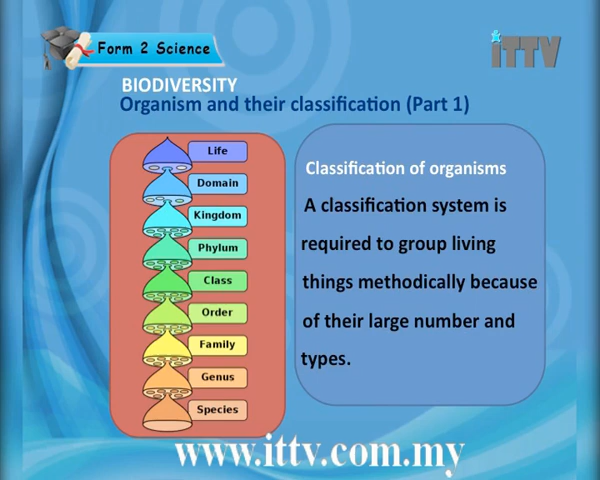 Form 2 Science
iTTV
BIODIVERSITY
Organism and their classification (Part 1)
Life
Domain
Kingdom
Phylum
Class
Order
Family
Genus
Species
Classification of organisms
A classification system is
required to group living
things methodically because
of their large number and
types.
www.ittv.com.my